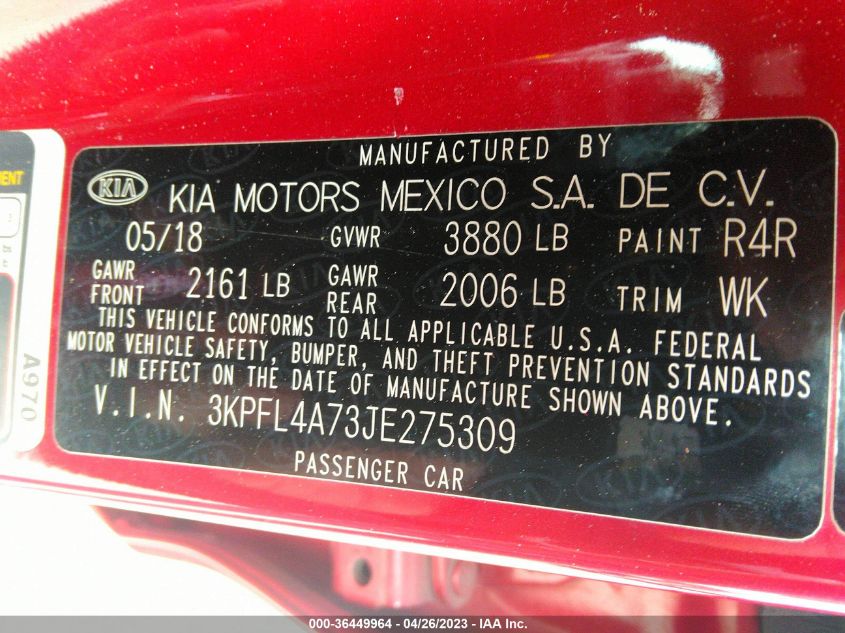 MANUFACTURED BY
KIA KIA MOTORS MEXICO S.A. DE C.V.
05/18 GVWR 3880 LB PAINT R4R
GAWR FRONT 2161 LB GAWR REAR 2006 LB TRIM WK
THIS VEHICLE CONFORMS TO ALL APPLICABLE U.S.A. FEDERAL
MOTOR VEHICLE SAFETY, BUMPER, AND THEFT PREVENTION STANDARDS
IN EFFECT ON THE DATE OF MANUFACTURE SHOWN ABOVE.
V.I.N. 3KPFL4A73JE275309
PASSENGER CAR
A970
000-36449964 - 04/26/2023 - IAA Inc.